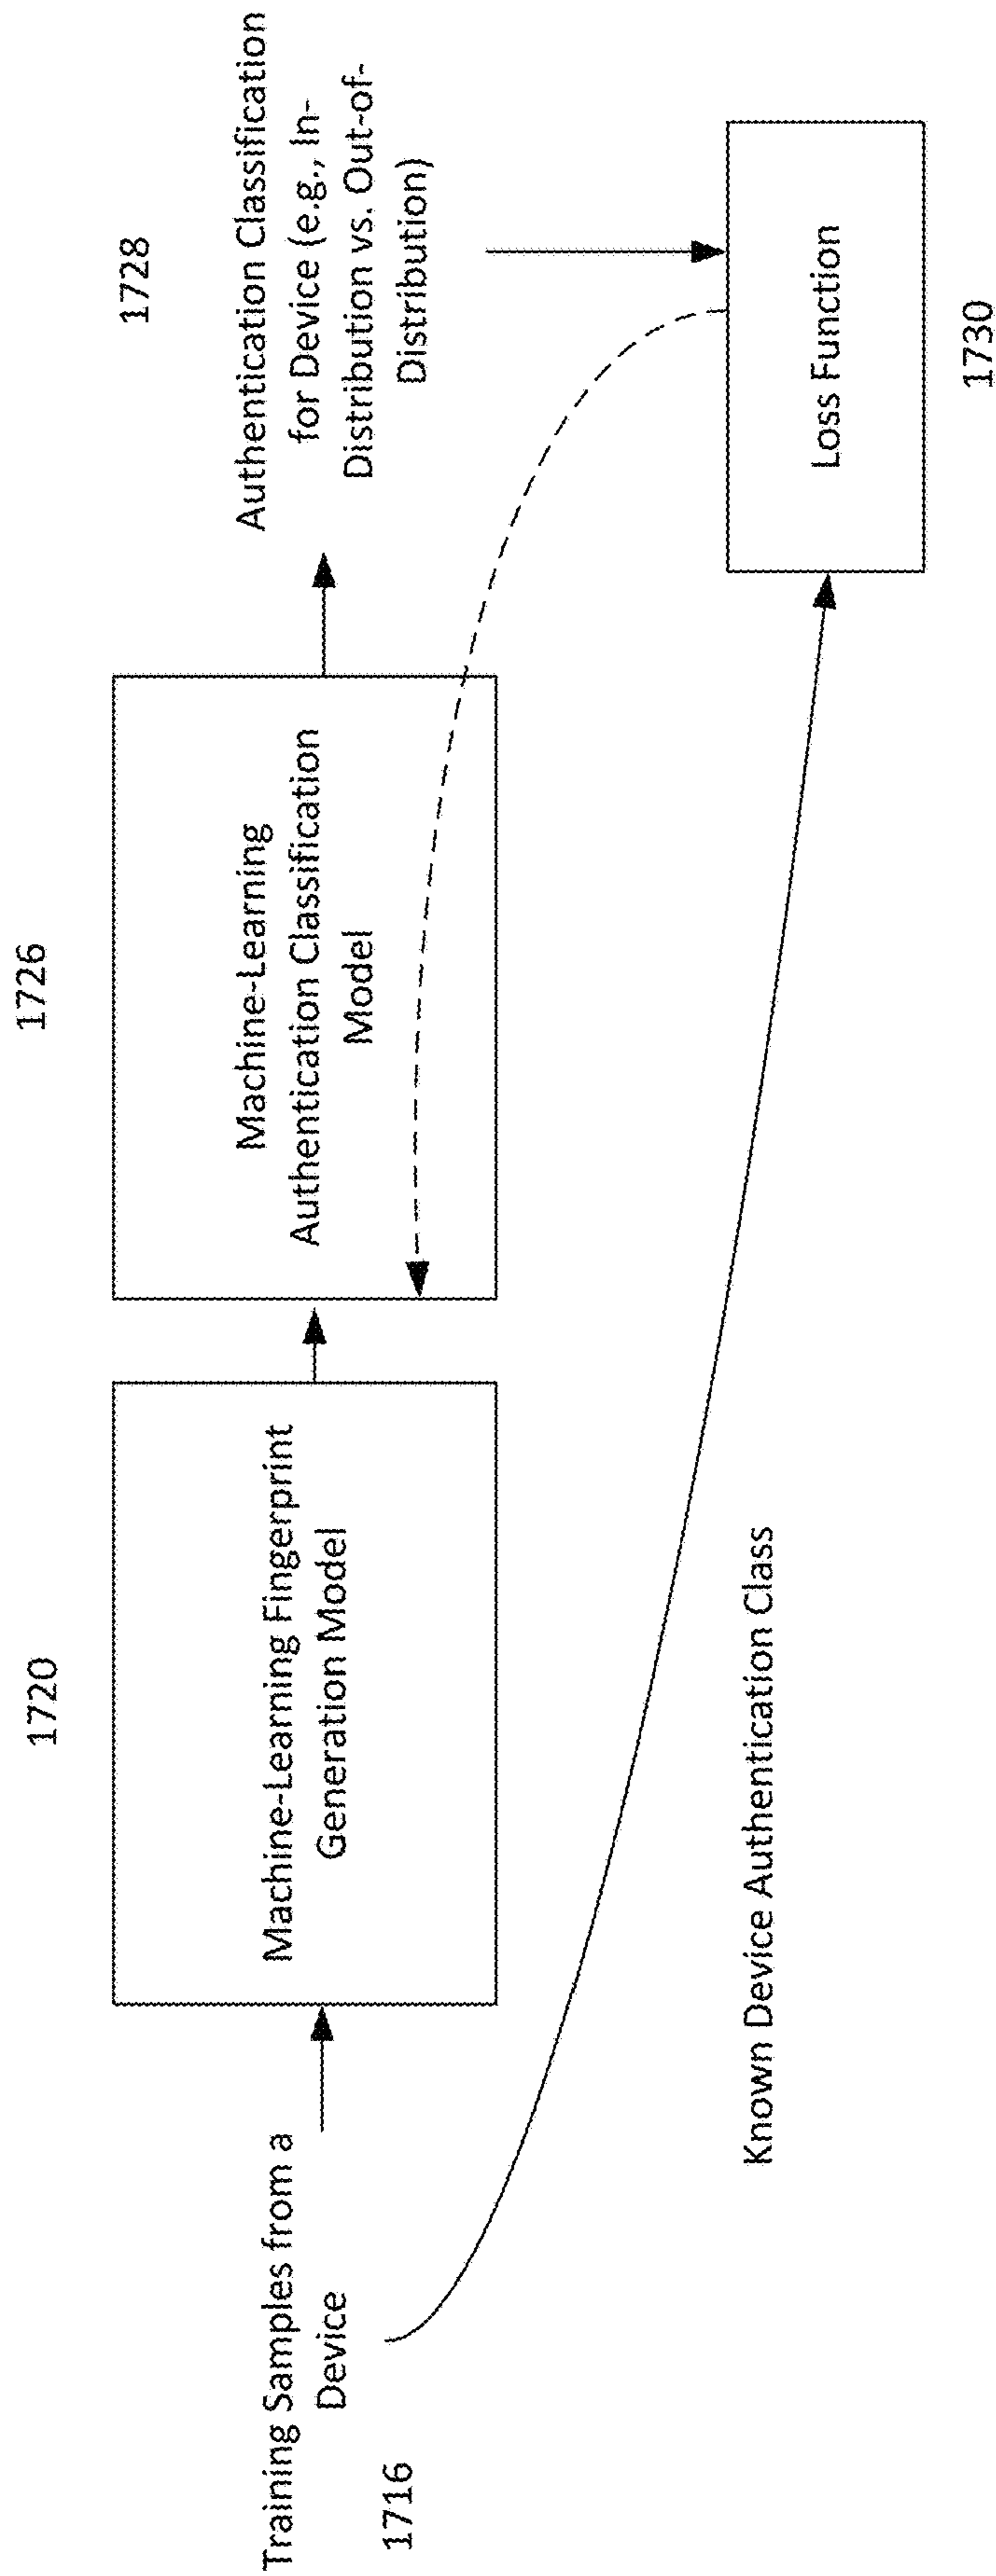 1716
Training Samples from a
Device
1720
Machine-Learning Fingerprint
Generation Model
1726
Machine-Learning
Authentication Classification
Model
1728
Authentication Classification
for Device (e.g., In-
Distribution vs. Out-of-
Distribution)
Known Device Authentication Class
Loss Function
1730